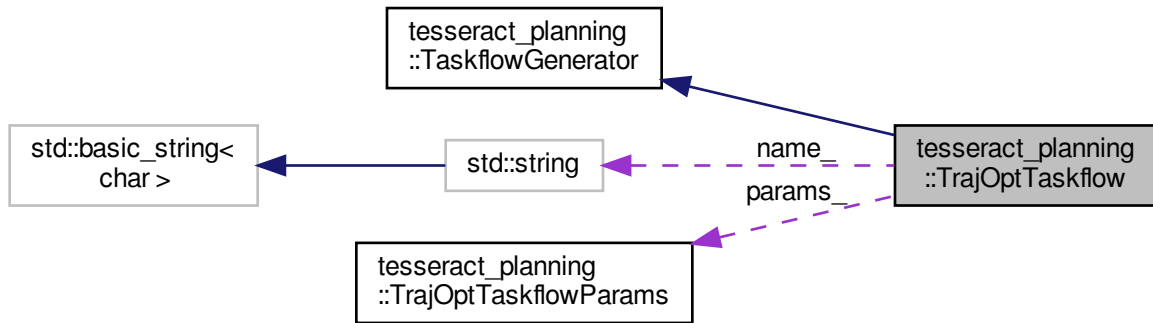 tesseract_planning
::TaskflowGenerator
std::basic_string<
char >
std::string
name_
params_
tesseract_planning
::TrajOptTaskflow
tesseract_planning
::TrajOptTaskflowParams